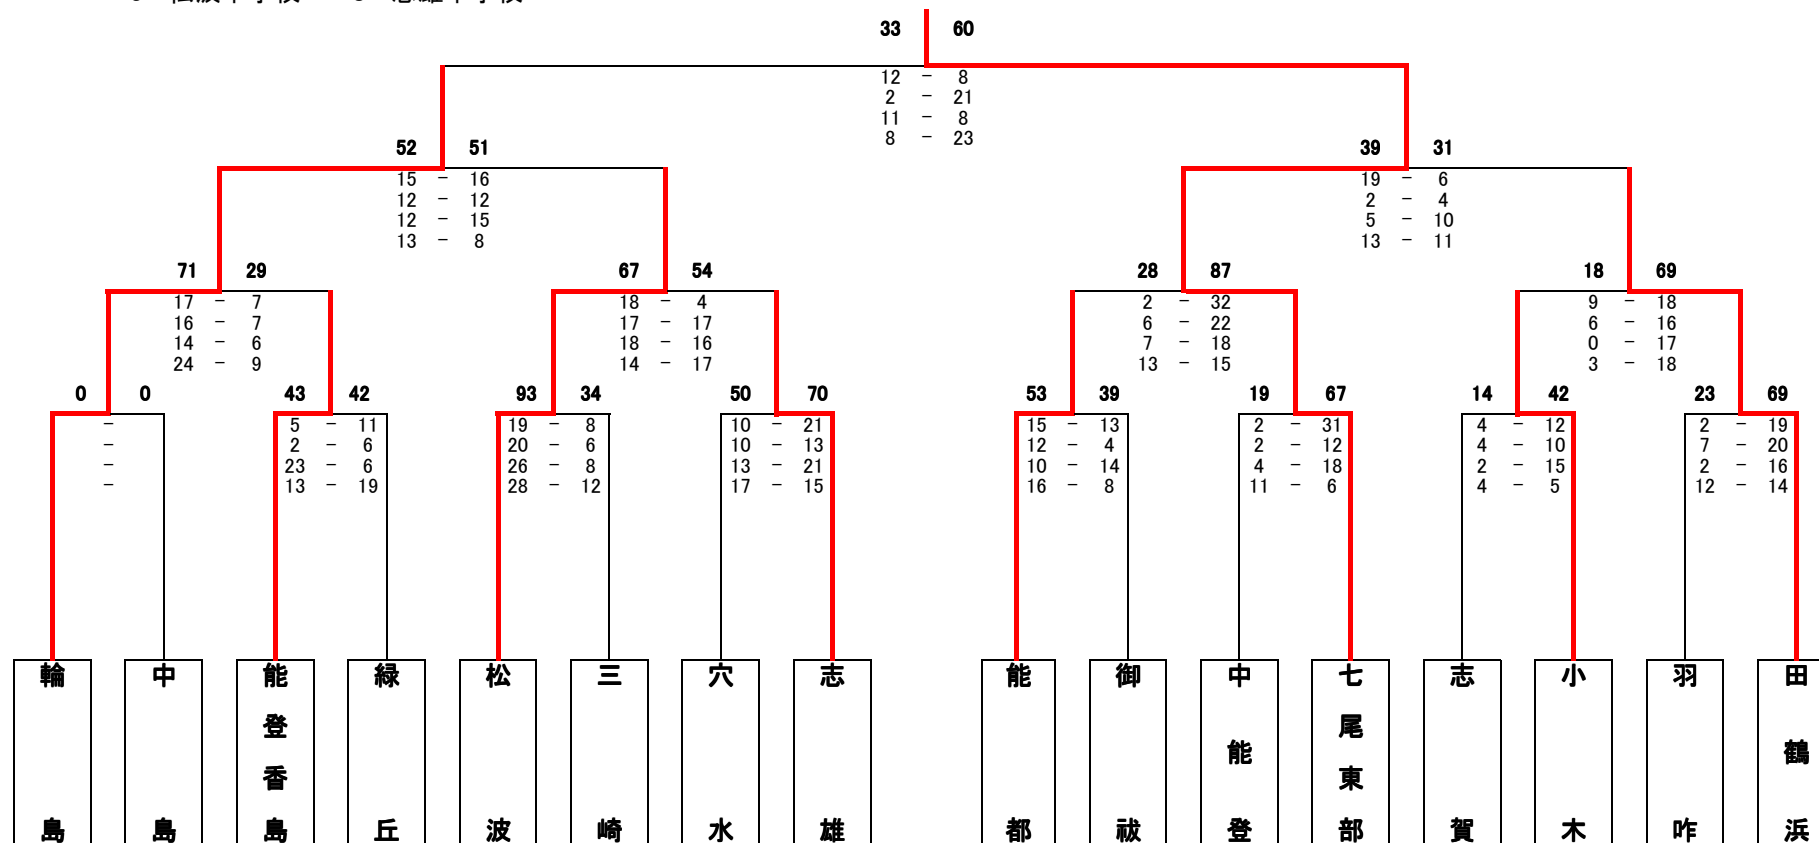 33 60
12 - 8
2 - 21
11 - 8
8 - 23
52 51
15 - 16
12 - 12
12 - 15
13 - 8
39 31
19 - 6
2 - 4
5 - 10
13 - 11
71 29
17 - 7
16 - 7
14 - 6
24 - 9
67 54
18 - 4
17 - 17
18 - 16
14 - 17
28 87
2 - 32
6 - 22
7 - 18
13 - 15
18 69
9 - 18
6 - 16
0 - 17
3 - 18
0 0
-
-
-
-
43 42
5 - 11
2 - 6
23 - 6
13 - 19
93 34
19 - 8
20 - 6
26 - 8
28 - 12
50 70
10 - 21
10 - 13
13 - 21
17 - 15
53 39
15 - 13
12 - 4
10 - 14
16 - 8
19 67
2 - 31
2 - 12
4 - 18
11 - 6
14 42
4 - 12
4 - 10
2 - 15
4 - 5
23 69
2 - 19
7 - 20
2 - 16
12 - 14
輪島
中島
能登香島
緑丘
松波
三崎
穴水
志雄
能都
御祓
中能登
七尾東部
志賀
小木
羽咋
田鶴浜